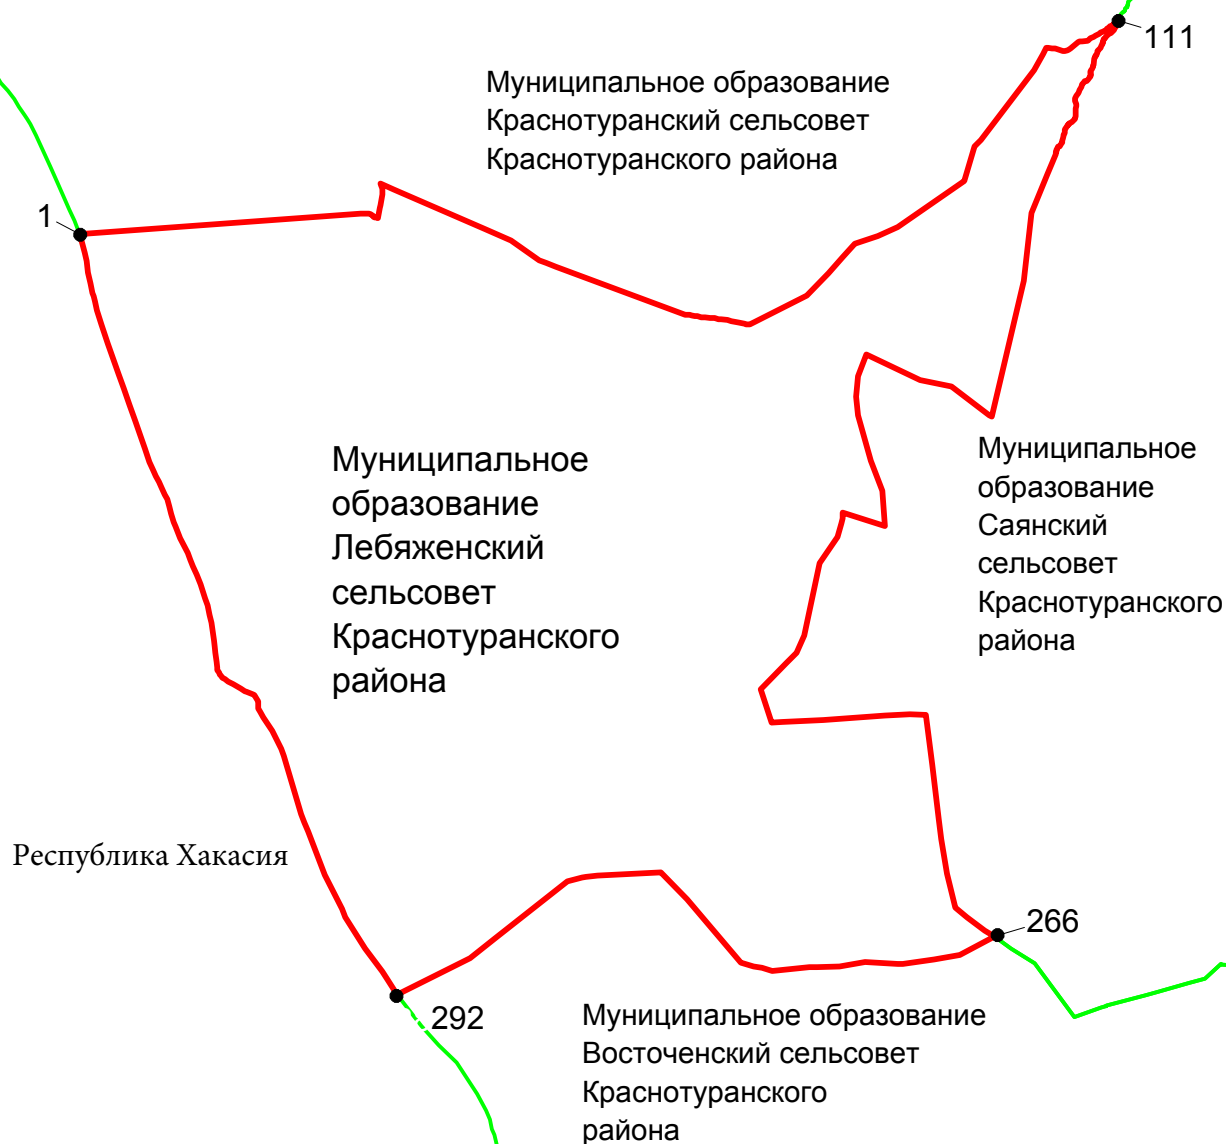 111
Муниципальное образование
Краснотуранский сельсовет
Краснотуранского района
1
Муниципальное
образование
Лебяженский
сельсовет
Краснотуранского
района
Муниципальное
образование
Саянский
сельсовет
Краснотуранского
района
Республика Хакасия
266
292
Муниципальное образование
Восточенский сельсовет
Краснотуранского
района